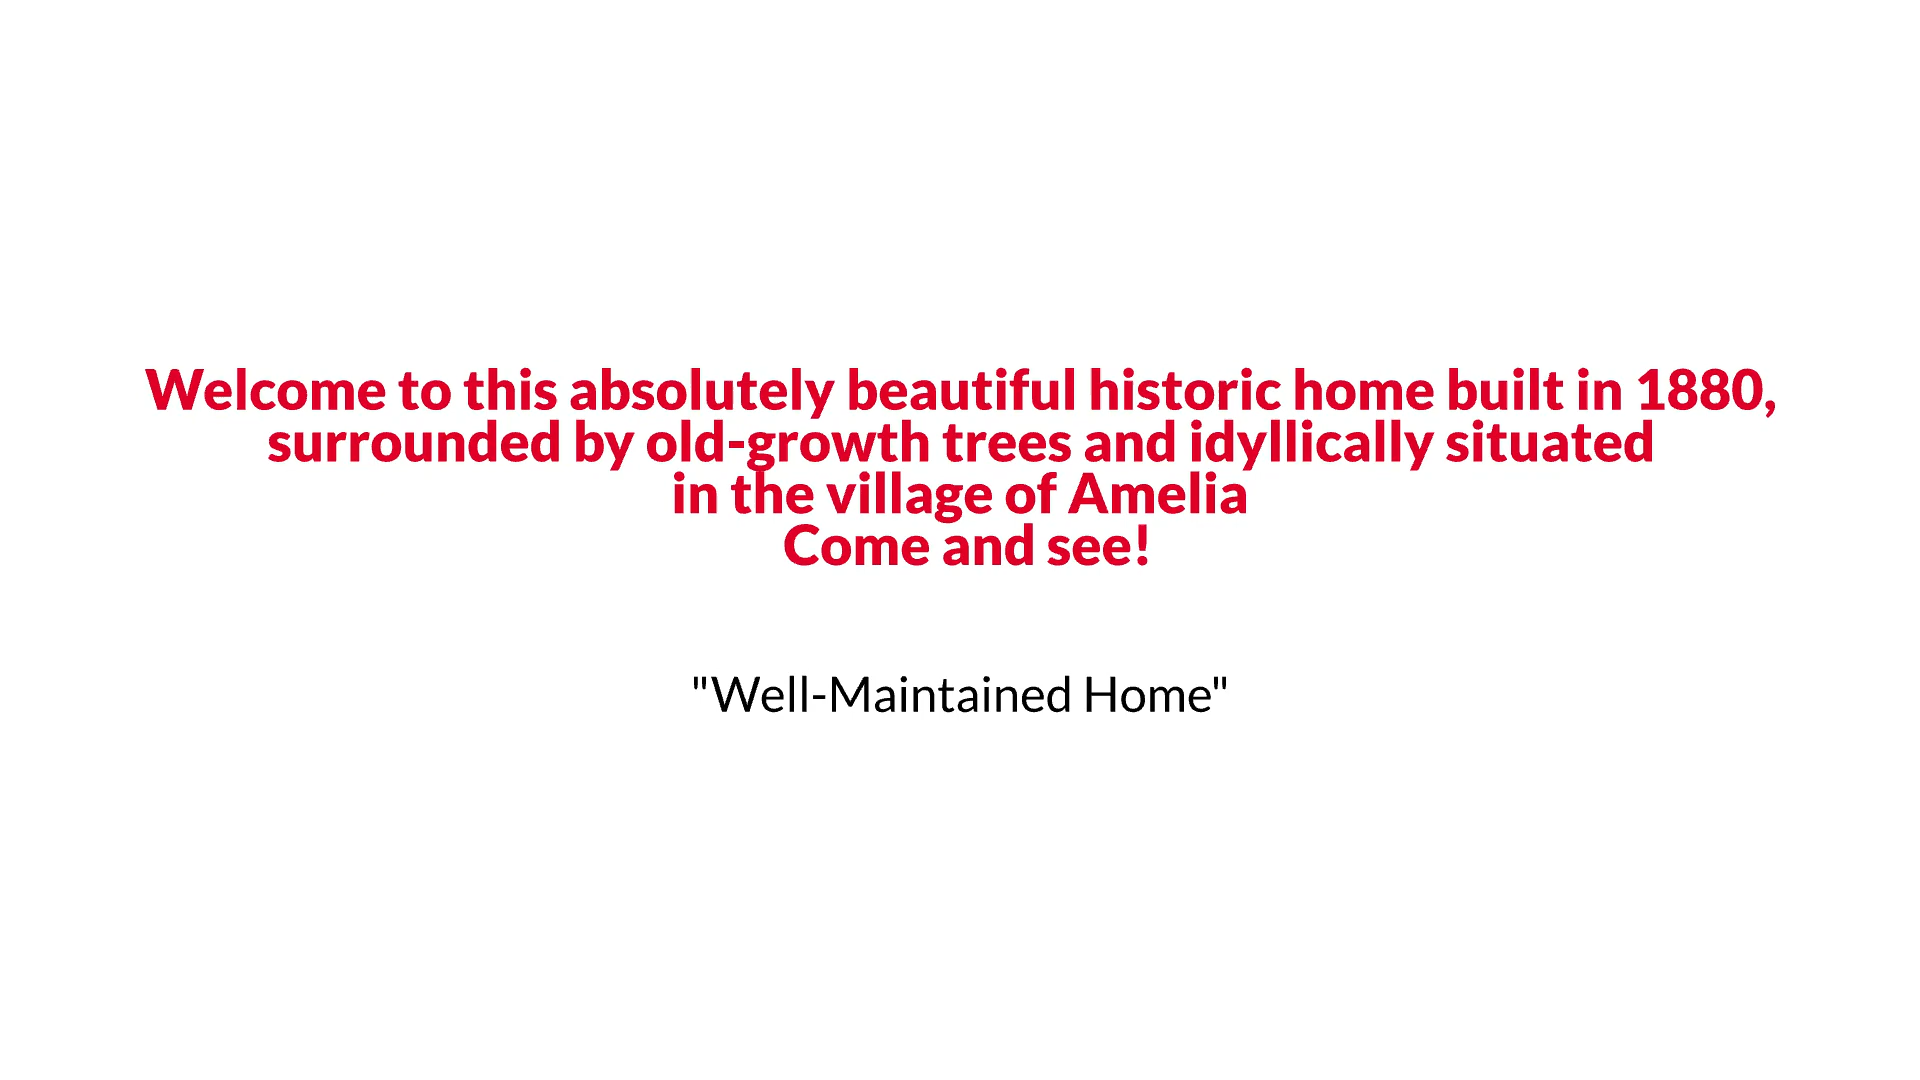 Welcome to this absolutely beautiful historic home built in 1880,
surrounded by old-growth trees and idyllically situated
in the village of Amelia
Come and see!
"Well-Maintained Home"